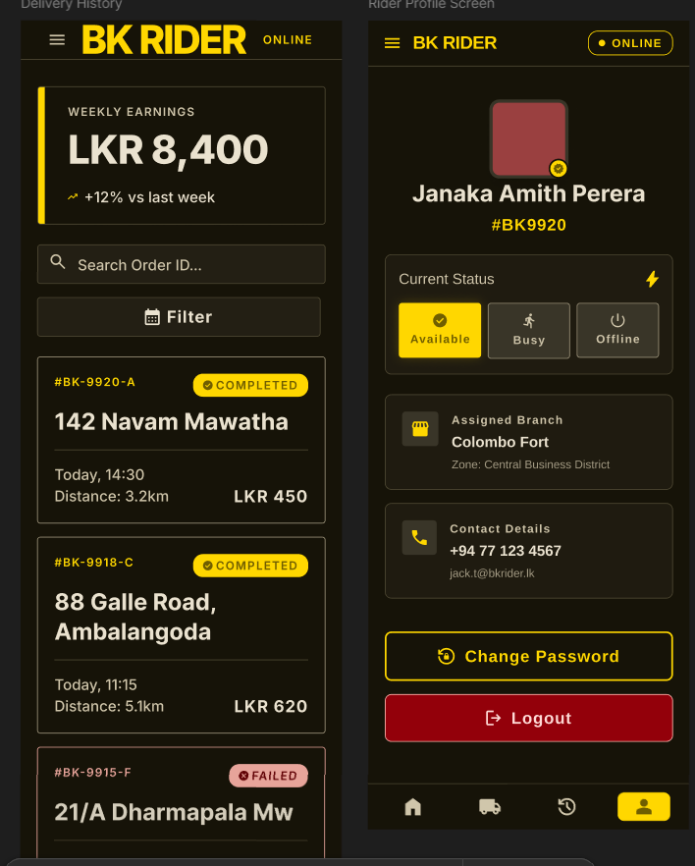 Delivery History
BK RIDER
ONLINE
WEEKLY EARNINGS
LKR 8,400
+12% vs last week
Search Order ID...
Filter
#BK-9920-A
COMPLETED
142 Navam Mawatha
Today, 14:30
Distance: 3.2km
LKR 450
#BK-9918-C
COMPLETED
88 Galle Road,
Ambalangoda
Today, 11:15
Distance: 5.1km
LKR 620
#BK-9915-F
FAILED
21/A Dharmapala Mw
Rider Profile Screen
BK RIDER
ONLINE
Janaka Amith Perera
#BK9920
Current Status
Available
Busy
Offline
Assigned Branch
Colombo Fort
Zone: Central Business District
Contact Details
+94 77 123 4567
jack.t@bkrider.lk
Change Password
Logout